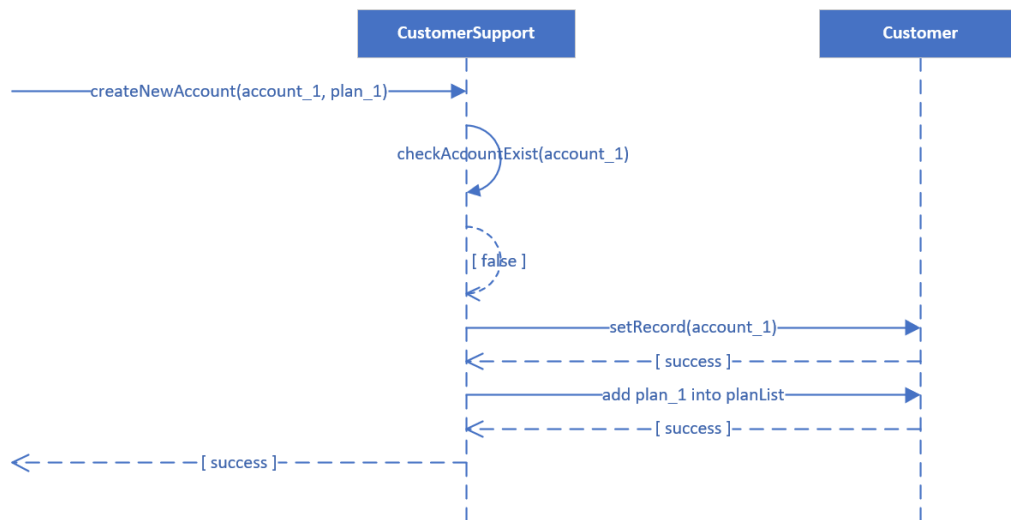 CustomerSupport
Customer
createNewAccount(account_1, plan_1)
checkAccountExist(account_1)
[ false ]
setRecord(account_1)
[ success ]
add plan_1 into planList
[ success ]
[ success ]